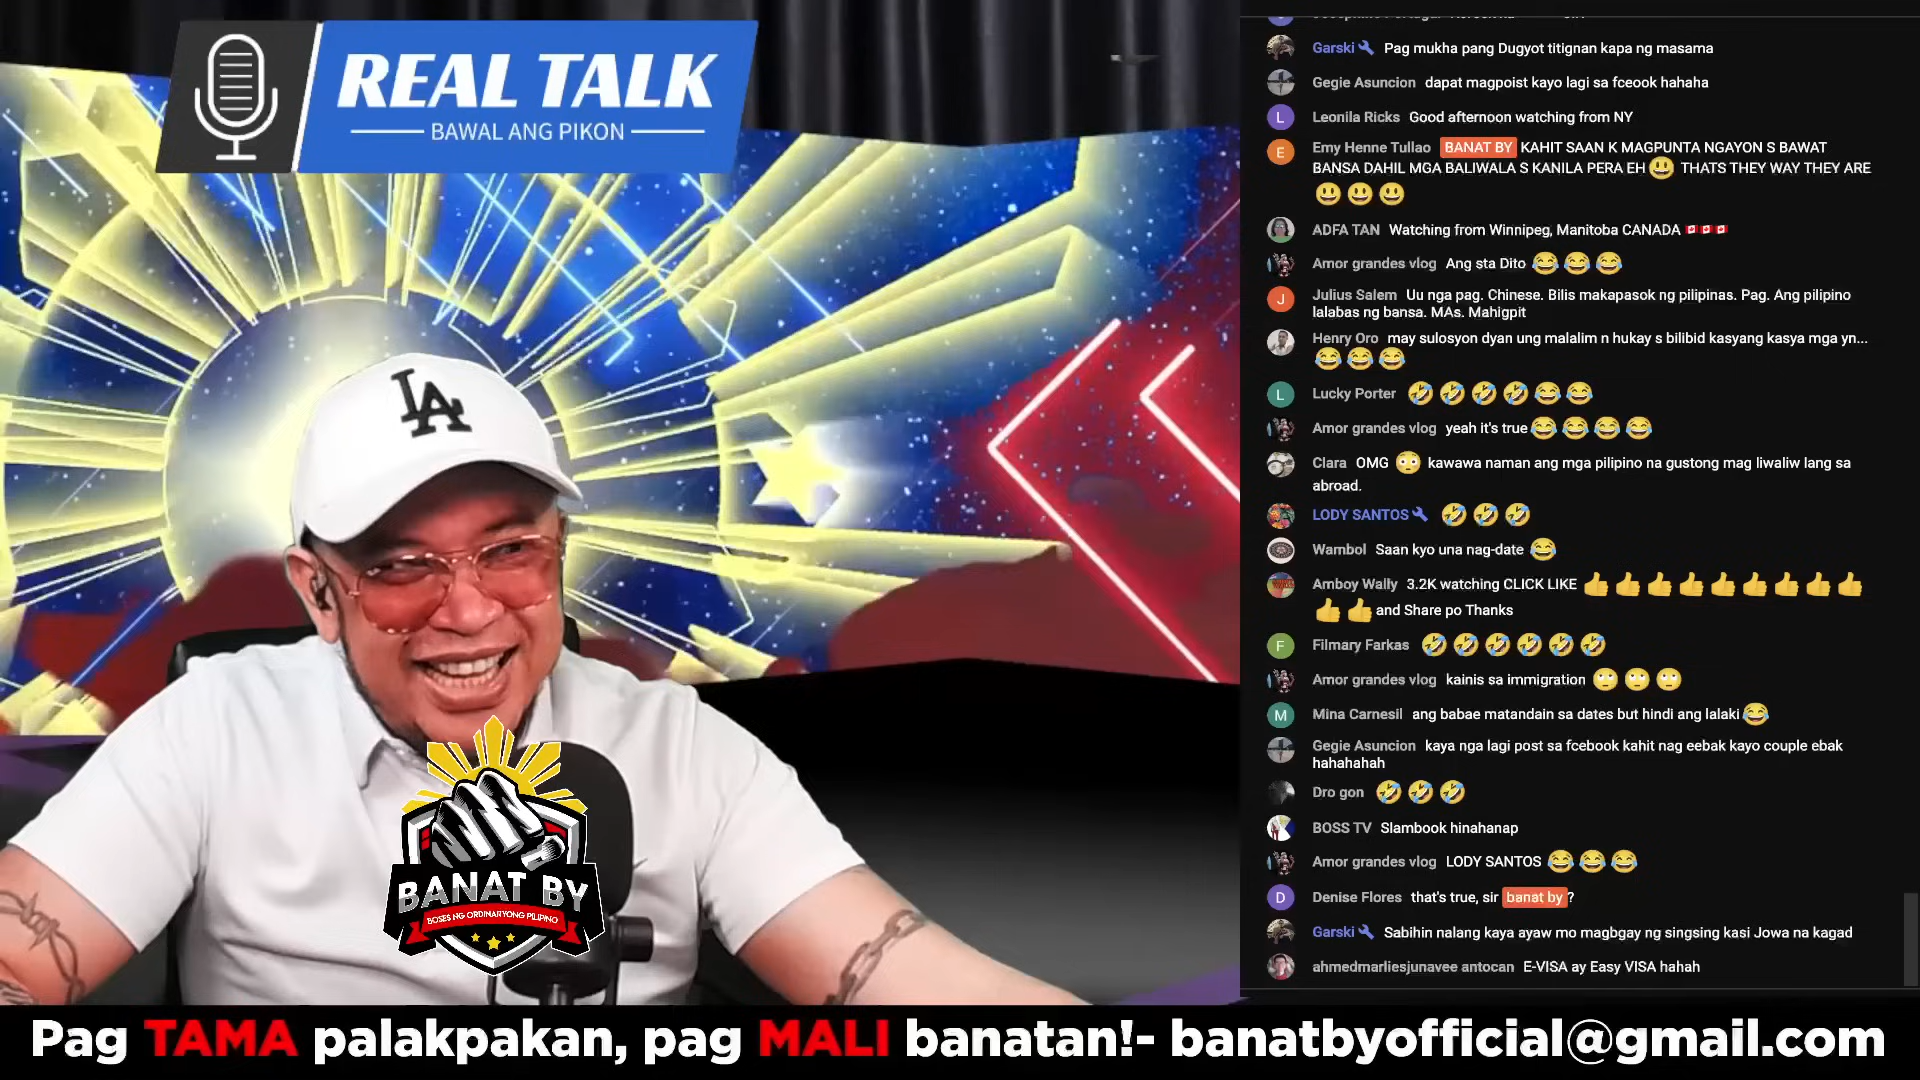 REAL TALK
BAWAL ANG PIKON
LA
BANAT BY
BOSES NG ORDINARYONG PILIPINO
Garski Pag mukha pang Dugyot titignan kapa ng masama
Gegie Asuncion dapat magpoist kayo lagi sa fceook hahaha
L Leonila Ricks Good afternoon watching from NY
E Emy Henne Tullao BANAT BY KAHIT SAAN K MAGPUNTA NGAYON S BAWAT
BANSA DAHIL MGA BALIWALA S KANILA PERA EH 😃 THATS THEY WAY THEY ARE
😃 😃 😃
ADFA TAN Watching from Winnipeg, Manitoba CANADA 🇨🇦🇨🇦🇨🇦
Amor grandes vlog Ang sta Dito 😂 😂 😂
J Julius Salem Uu nga pag. Chinese. Bilis makapasok ng pilipinas. Pag. Ang pilipino
lalabas ng bansa. MAs. Mahigpit
Henry Oro may sulosyon dyan ung malalim n hukay s bilibid kasyang kasya mga yn...
😂 😂 😂
L Lucky Porter 🤣 🤣 🤣 🤣 😂 😂
Amor grandes vlog yeah it's true 😂 😂 😂 😂
Clara OMG 😳 kawawa naman ang mga pilipino na gustong mag liwaliw lang sa
abroad.
LODY SANTOS 🤣 🤣 🤣
Wambol Saan kyo una nag-date 😂
Amboy Wally 3.2K watching CLICK LIKE 👍 👍 👍 👍 👍 👍 👍 👍 👍
👍 👍 and Share po Thanks
F Filmary Farkas 🤣 🤣 🤣 🤣 🤣 🤣
Amor grandes vlog kainis sa immigration 🙄 🙄 🙄
M Mina Carnesil ang babae matandain sa dates but hindi ang lalaki 😂
Gegie Asuncion kaya nga lagi post sa fcebook kahit nag eebak kayo couple ebak
hahahahah
Dro gon 🤣 🤣 🤣
BOSS TV Slambook hinahanap
Amor grandes vlog LODY SANTOS 😂 😂 😂
D Denise Flores that's true, sir banat by ?
Garski Sabihin nalang kaya ayaw mo magbgay ng singsing kasi Jowa na kagad
ahmedmarliesjunavee antocan E-VISA ay Easy VISA hahah
Pag TAMA palakpakan, pag MALI banatan!- banatbyofficial@gmail.com